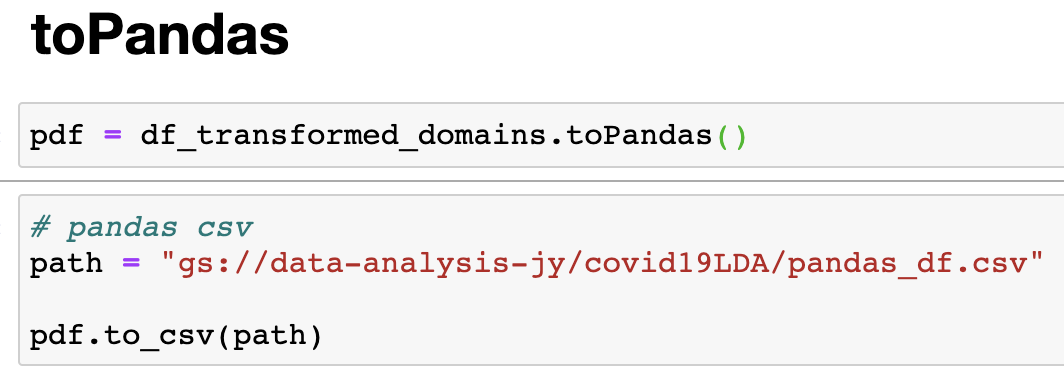 toPandas
pdf = df_transformed_domains.toPandas()
# pandas csv
path = "gs://data-analysis-jy/covid19LDA/pandas_df.csv"
pdf.to_csv(path)